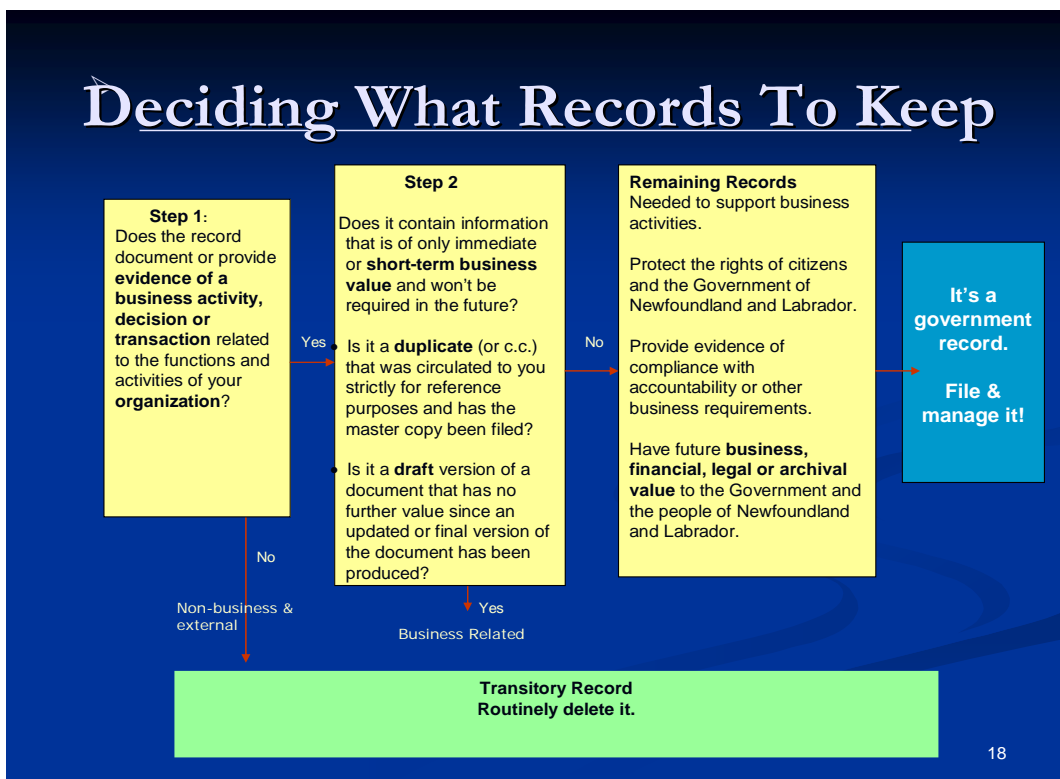 Deciding What Records To Keep
Step 1:
Does the record
document or provide
evidence of a
business activity,
decision or
transaction related
to the functions and
activities of your
organization?
Yes
No
Non-business &
external
Step 2
Does it contain information
that is of only immediate
or short-term business
value and won't be
required in the future?
• Is it a duplicate (or c.c.)
that was circulated to you
strictly for reference
purposes and has the
master copy been filed?
• Is it a draft version of a
document that has no
further value since an
updated or final version of
the document has been
produced?
No
Yes
Business Related
Remaining Records
Needed to support business
activities.
Protect the rights of citizens
and the Government of
Newfoundland and Labrador.
Provide evidence of
compliance with
accountability or other
business requirements.
Have future business,
financial, legal or archival
value to the Government and
the people of Newfoundland
and Labrador.
It's a
government
record.
File &
manage it!
Transitory Record
Routinely delete it.
18